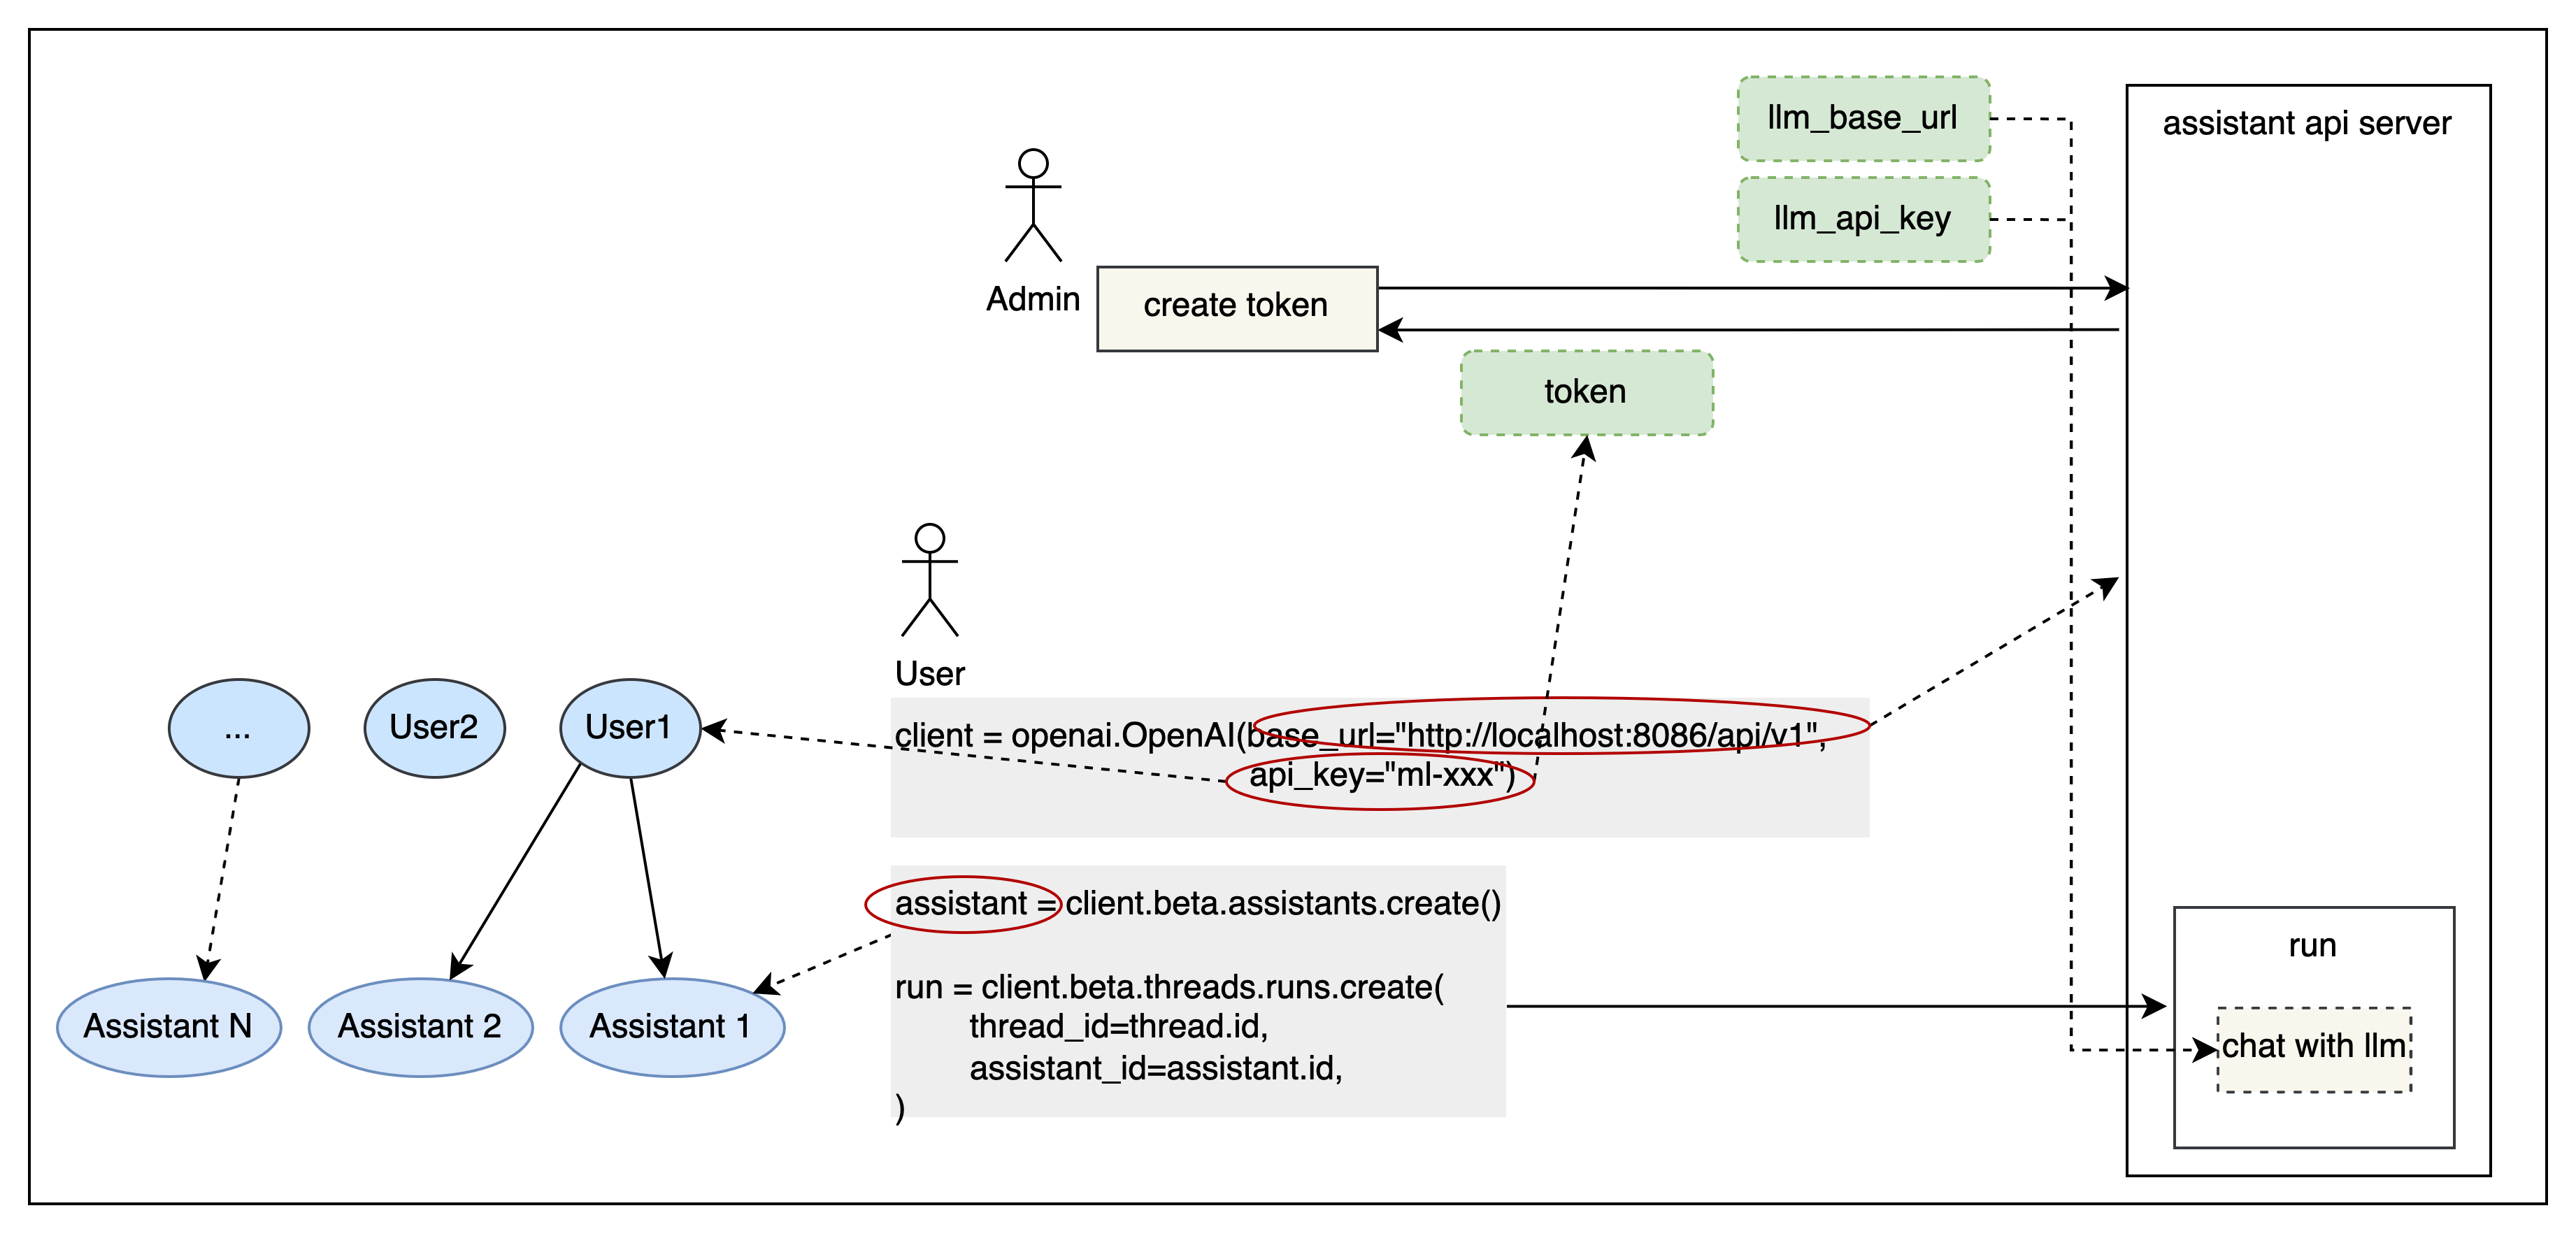 llm_base_url
assistant api server
llm_api_key
Admin
create token
token
User
...
User2
User1
client = openai.OpenAI(base_url="http://localhost:8086/api/v1",
api_key="ml-xxx")
assistant = client.beta.assistants.create()
run = client.beta.threads.runs.create(
thread_id=thread.id,
assistant_id=assistant.id,
)
Assistant N
Assistant 2
Assistant 1
run
chat with llm